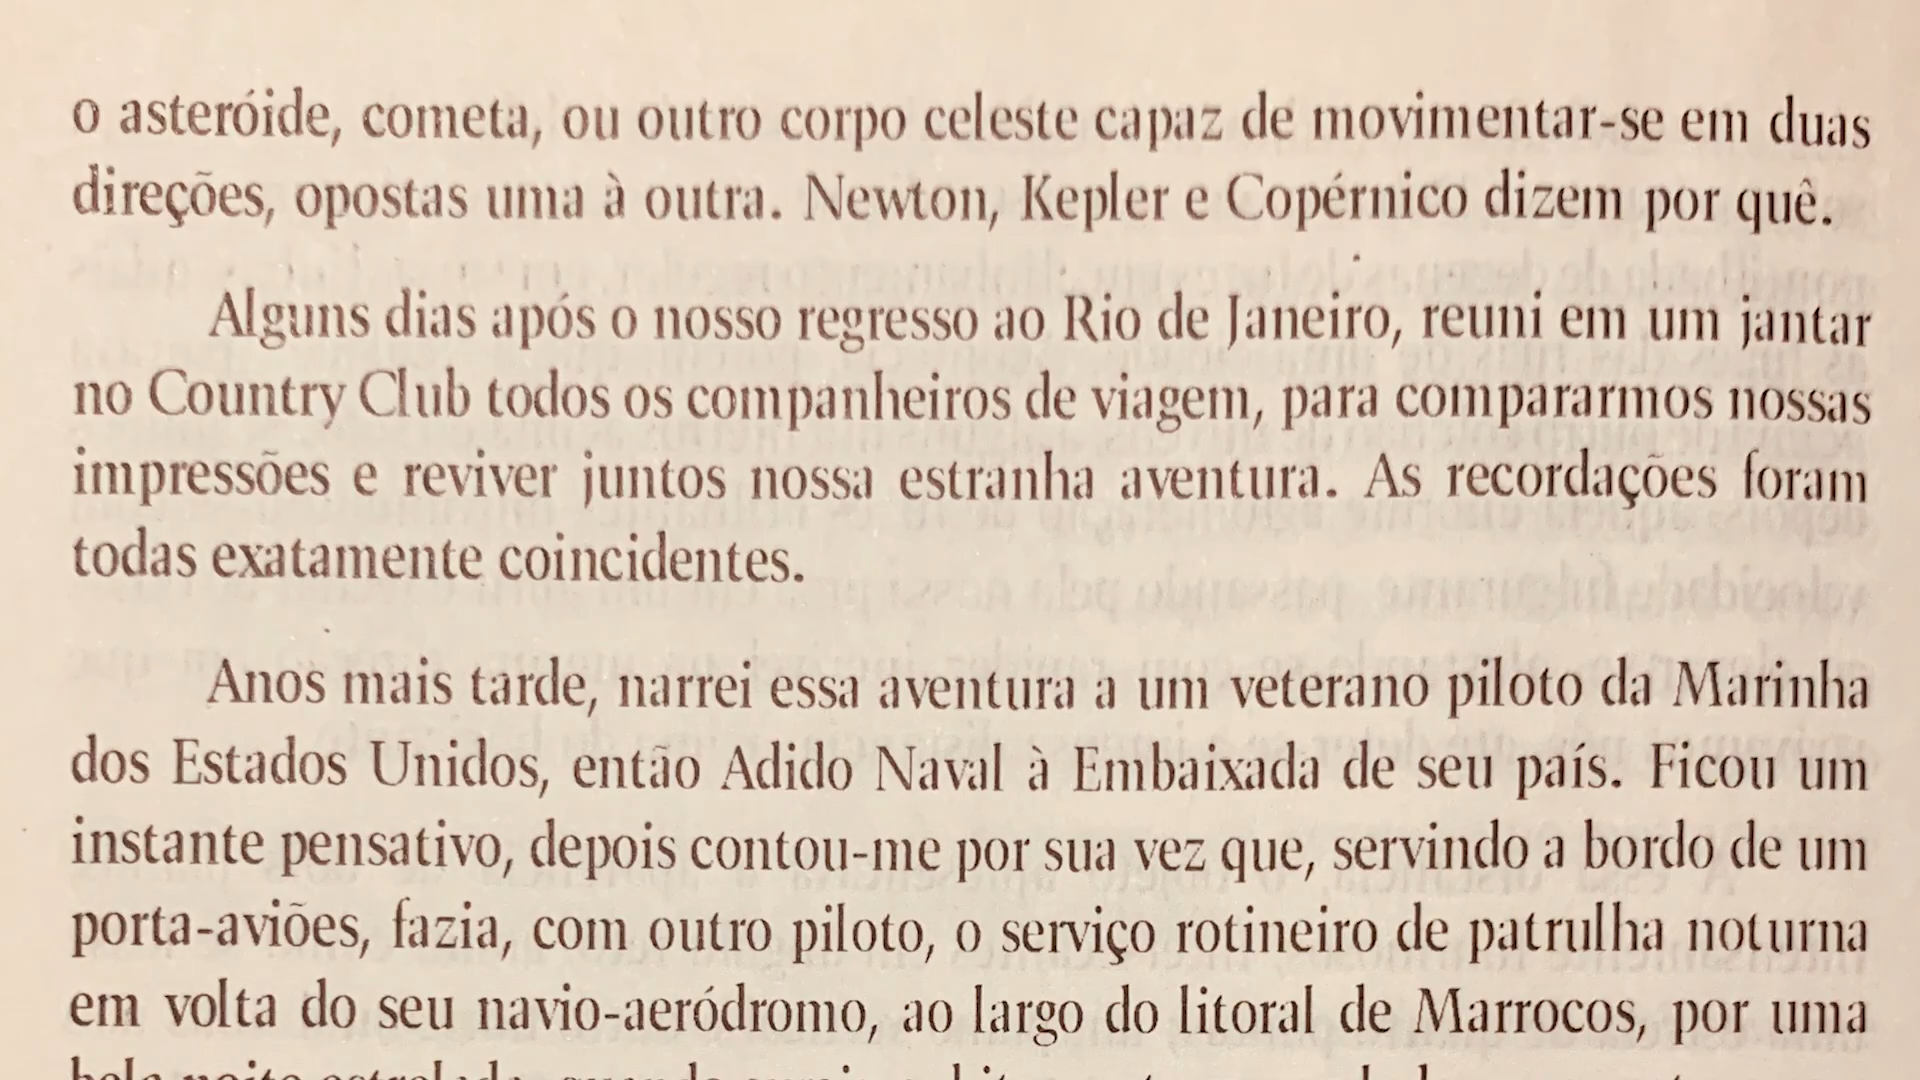 o asteróide, cometa, ou outro corpo celeste capaz de movimentar-se em duas
direções, opostas uma à outra. Newton, Kepler e Copérnico dizem por quê.
Alguns dias após o nosso regresso ao Rio de Janeiro, reuni em um jantar
no Country Club todos os companheiros de viagem, para compararmos nossas
impressões e reviver juntos nossa estranha aventura. As recordações foram
todas exatamente coincidentes.
Anos mais tarde, narrei essa aventura a um veterano piloto da Marinha
dos Estados Unidos, então Adido Naval à Embaixada de seu país. Ficou um
instante pensativo, depois contou-me por sua vez que, servindo a bordo de um
porta-aviões, fazia, com outro piloto, o serviço rotineiro de patrulha noturna
em volta do seu navio-aeródromo, ao largo do litoral de Marrocos, por uma